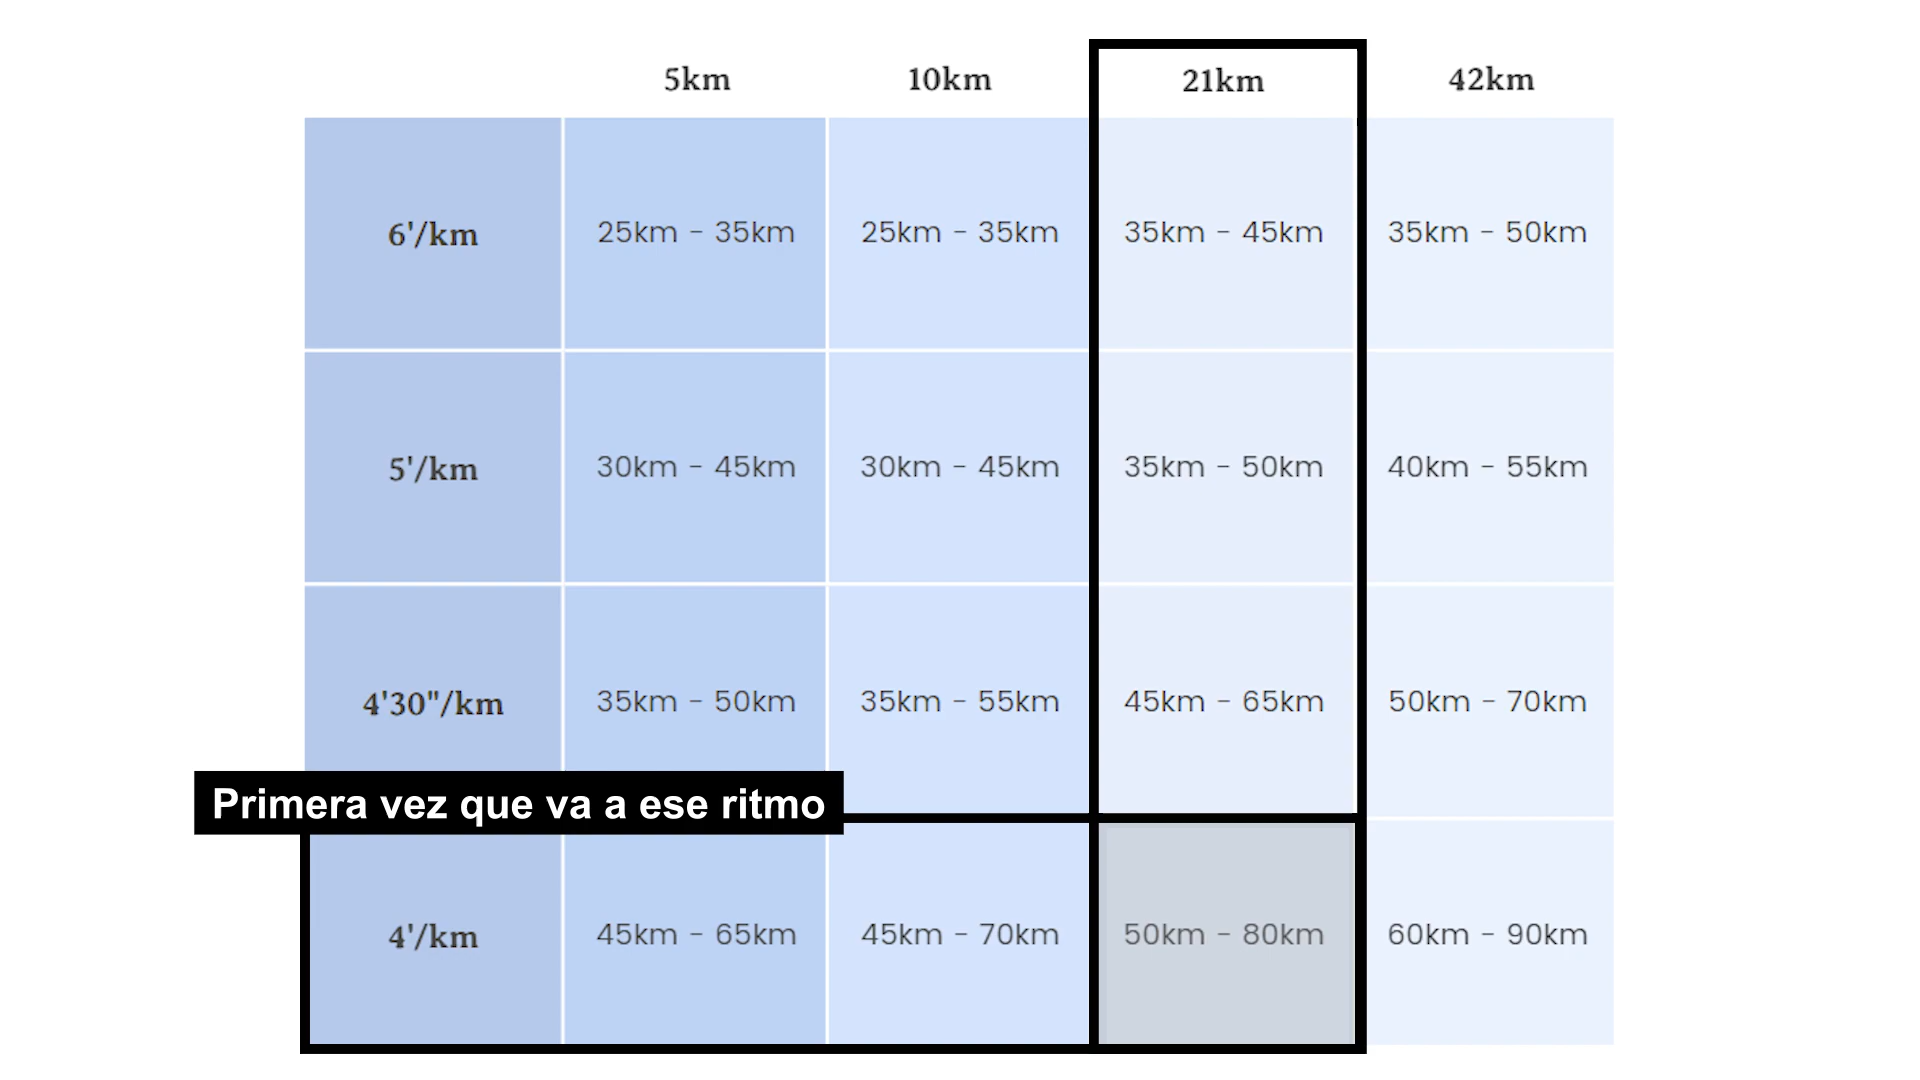 5km 10km 21km 42km
6'/km 25km - 35km 25km - 35km 35km - 45km 35km - 50km
5'/km 30km - 45km 30km - 45km 35km - 50km 40km - 55km
4'30"/km 35km - 50km 35km - 55km 45km - 65km 50km - 70km
Primera vez que va a ese ritmo
4'/km 45km - 65km 45km - 70km 50km - 80km 60km - 90km